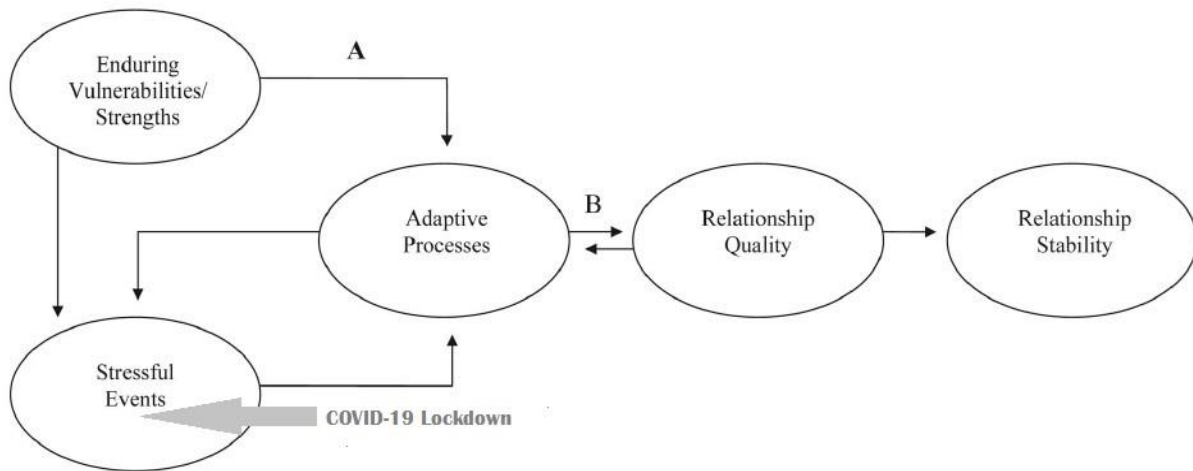 Enduring
Vulnerabilities/
Strengths
A
Adaptive
Processes
B
Relationship
Quality
Relationship
Stability
Stressful
Events
COVID-19 Lockdown